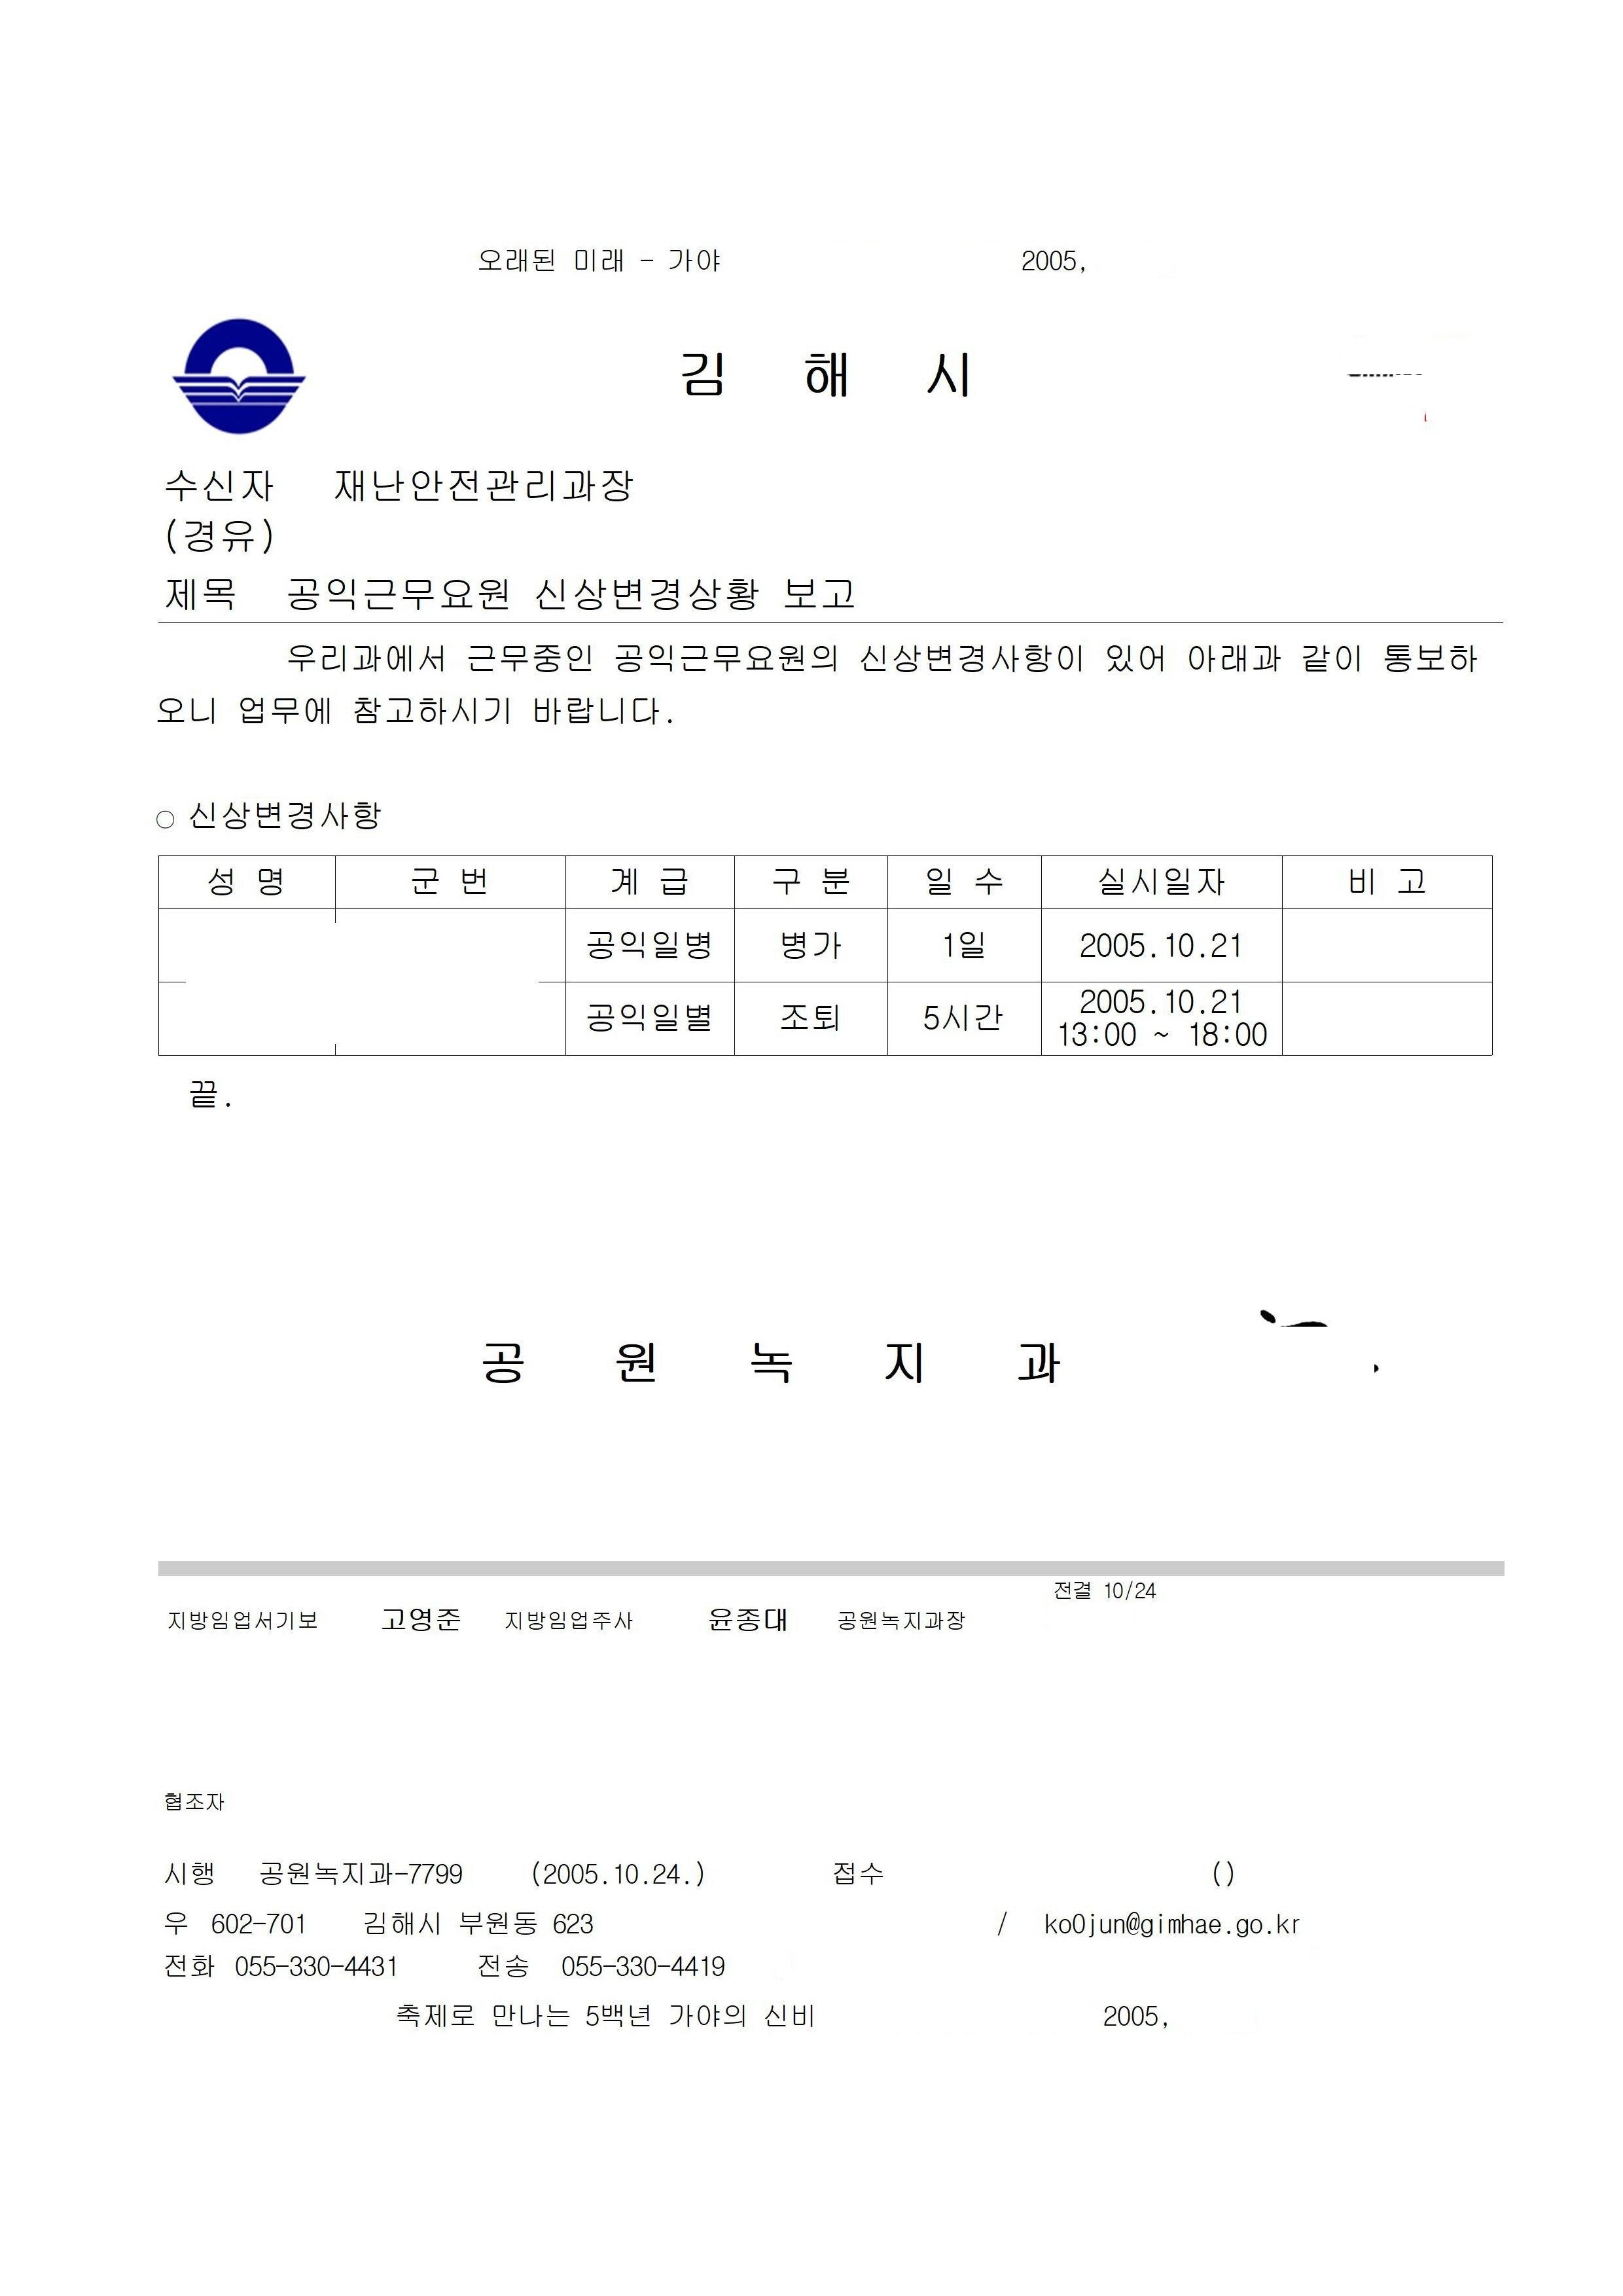 오래된 미래 - 가야 2005,
김 해 시
수신자 재난안전관리과장
(경유)
제목 공익근무요원 신상변경상황 보고
우리과에서 근무중인 공익근무요원의 신상변경사항이 있어 아래과 같이 통보하
오니 업무에 참고하시기 바랍니다.
○ 신상변경사항
성 명 군 번 계 급 구 분 일 수 실시일자 비 고
공익일병 병가 1일 2005.10.21
공익일별 조퇴 5시간 2005.10.21
13:00 ~ 18:00
끝.
공 원 녹 지 과
전결 10/24
지방임업서기보 고영준 지방임업주사 윤종대 공원녹지과장
협조자
시행 공원녹지과-7799 (2005.10.24.) 접수 ()
우 602-701 김해시 부원동 623 / ko0jun@gimhae.go.kr
전화 055-330-4431 전송 055-330-4419
축제로 만나는 5백년 가야의 신비 2005,